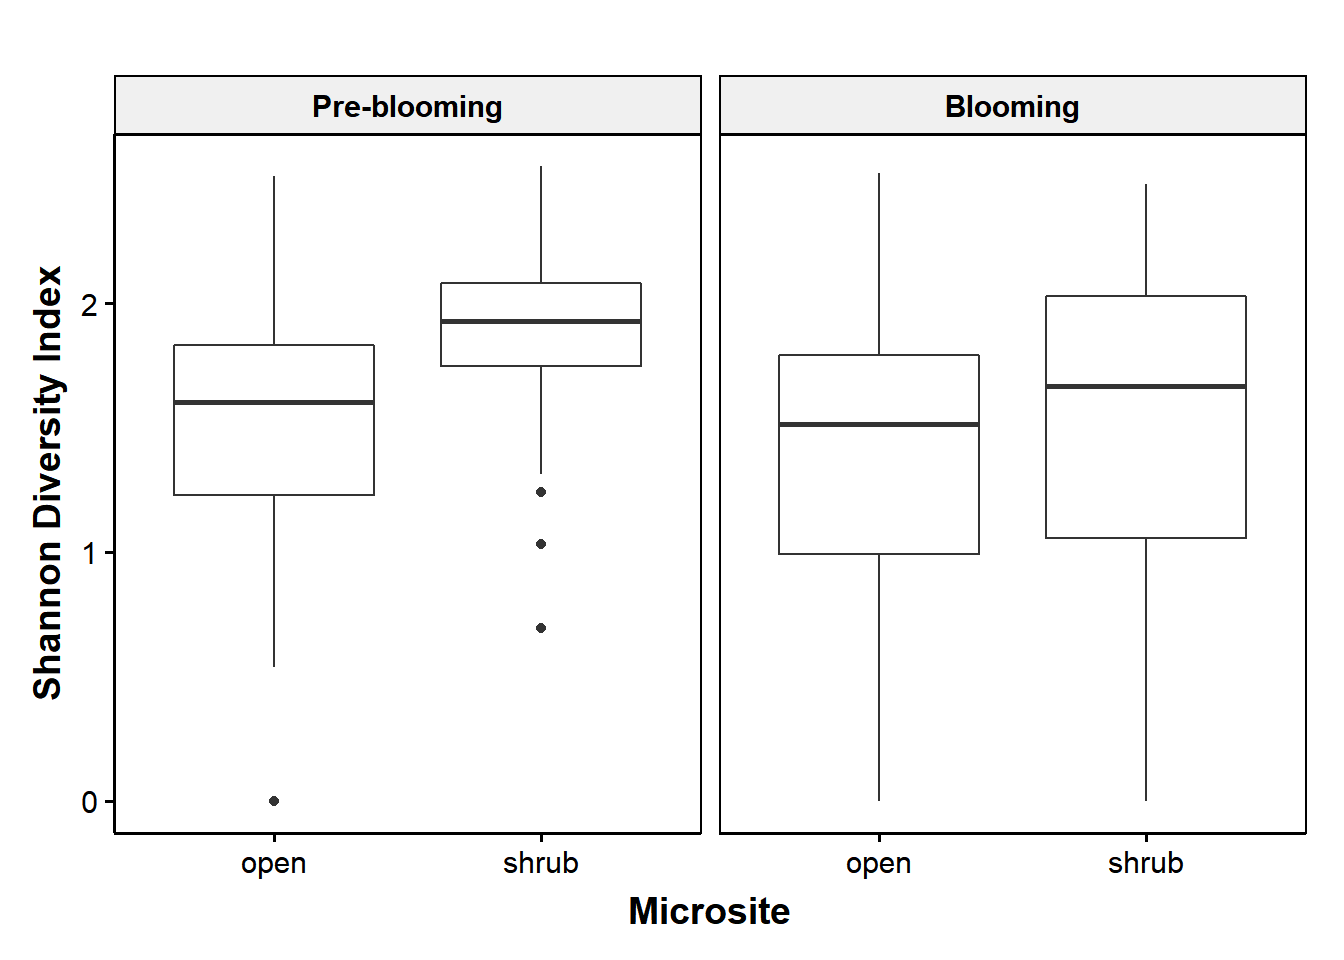 Pre-blooming
Blooming
Shannon Diversity Index
2
1
0
open
shrub
open
shrub
Microsite